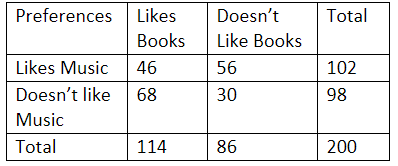 Preferences Likes Books Doesn’t Like Books Total
Likes Music 46 56 102
Doesn’t like Music 68 30 98
Total 114 86 200